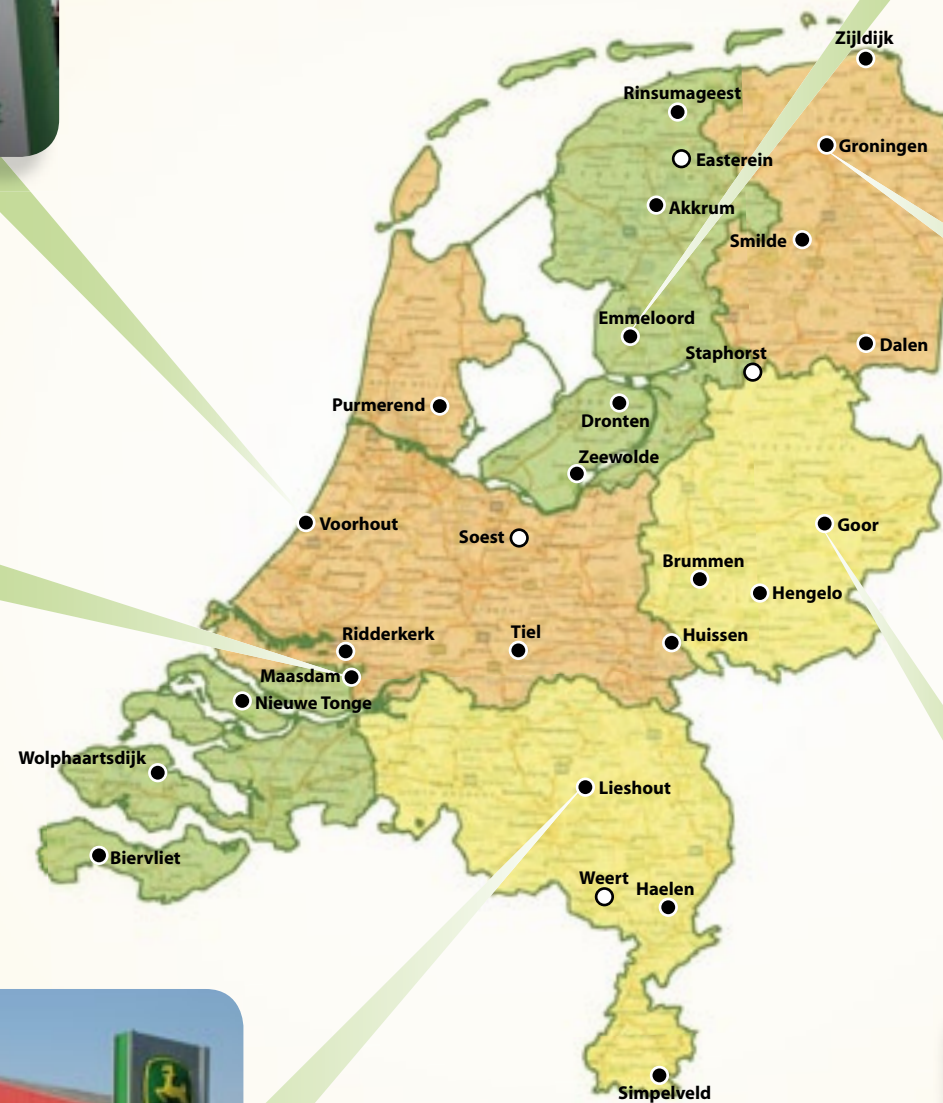 Zijldijk
Rinsumageest
Groningen
Easterein
Akkrum
Smilde
Emmeloord
Dalen
Staphorst
Purmerend
Dronten
Zeewolde
Voorhout
Goor
Soest
Brummen
Hengelo
Ridderkerk
Tiel
Huissen
Maasdam
Nieuwe Tonge
Wolphaartsdijk
Lieshout
Biervliet
Weert
Haelen
Simpelveld